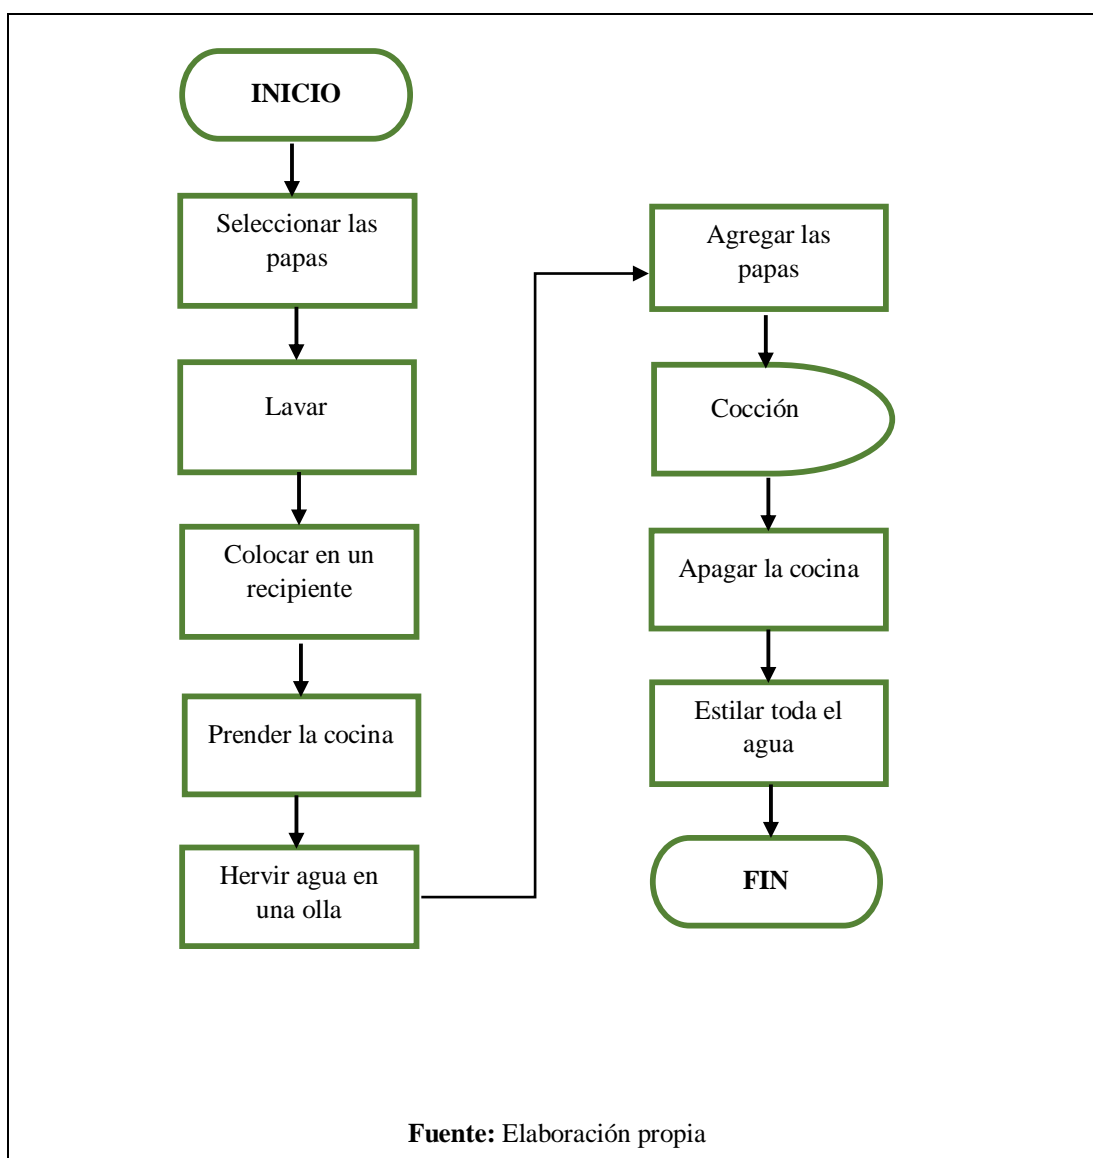 INICIO
Seleccionar las
papas
Lavar
Colocar en un
recipiente
Prender la cocina
Hervir agua en
una olla
Agregar las
papas
Cocción
Apagar la cocina
Estilar toda el
agua
FIN
Fuente: Elaboración propia